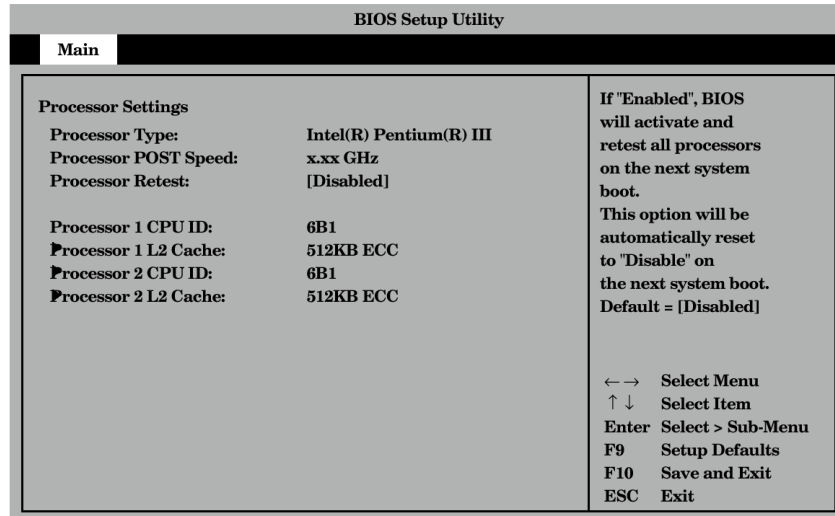 BIOS Setup Utility
Main
Processor Settings
Processor Type: Intel(R) Pentium(R) III
Processor POST Speed: x.xx GHz
Processor Retest: [Disabled]
Processor 1 CPU ID: 6B1
Processor 1 L2 Cache: 512KB ECC
Processor 2 CPU ID: 6B1
Processor 2 L2 Cache: 512KB ECC
If "Enabled", BIOS
will activate and
retest all processors
on the next system
boot.
This option will be
automatically reset
to "Disable" on
the next system boot.
Default = [Disabled]
←→ Select Menu
↑↓ Select Item
Enter Select > Sub-Menu
F9 Setup Defaults
F10 Save and Exit
ESC Exit